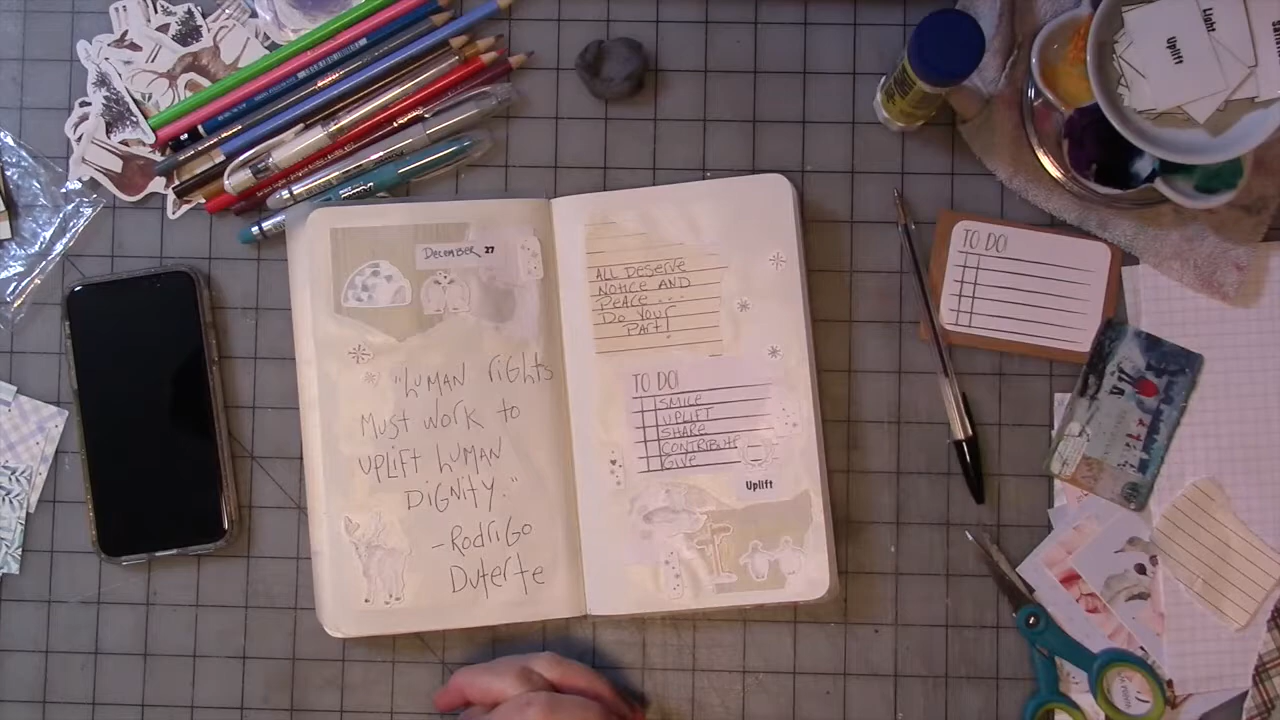 DECEMBER 27
"HUMAN rigHts
Must work to
UPLiFt HUMAN
DIGNITY."
-RoDriGo
Duterte
ALL Deserve
NOtice AND
PeAce ...
Do Your
PArt!
TO DO!
SMILE
UPLIFT
SHARE
CONTRIBUTE
GIVE
Uplift
TO DO!
Light
Uplift